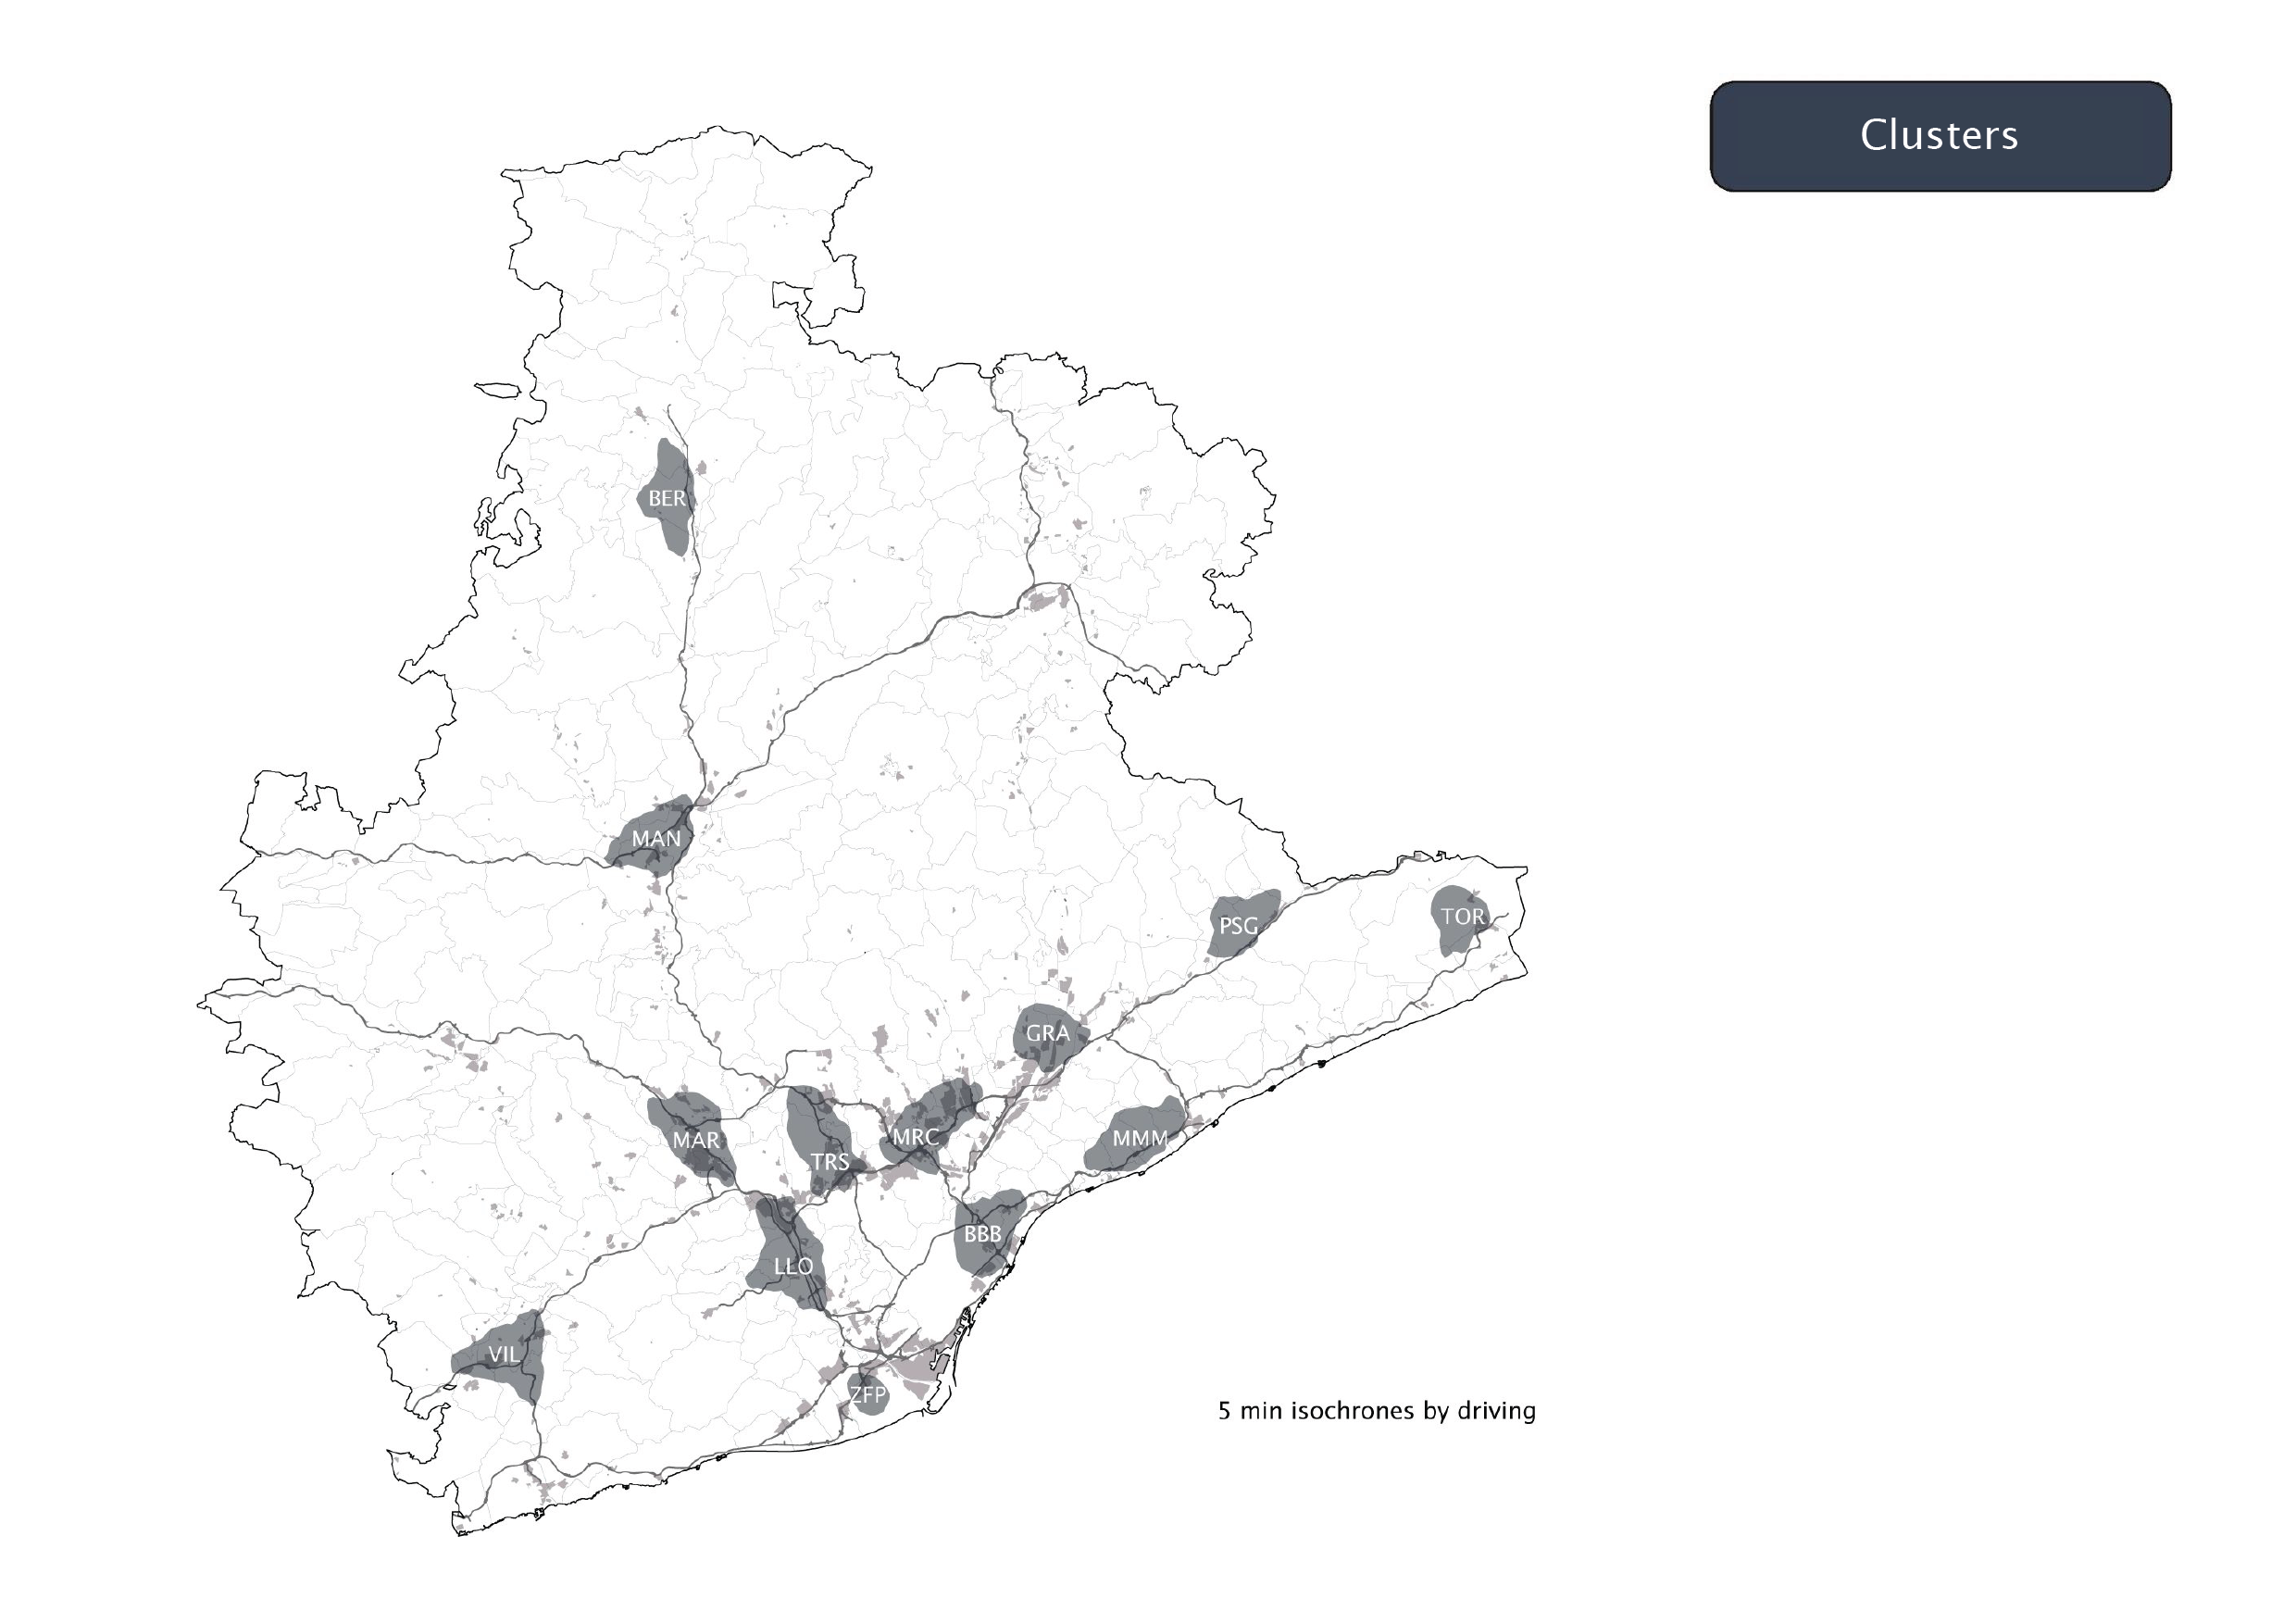 Clusters
BER
MAN
PSG
TOR
GRA
MAR
MRC
MMM
TRS
BBB
LLO
VIL
ZFP
5 min isochrones by driving